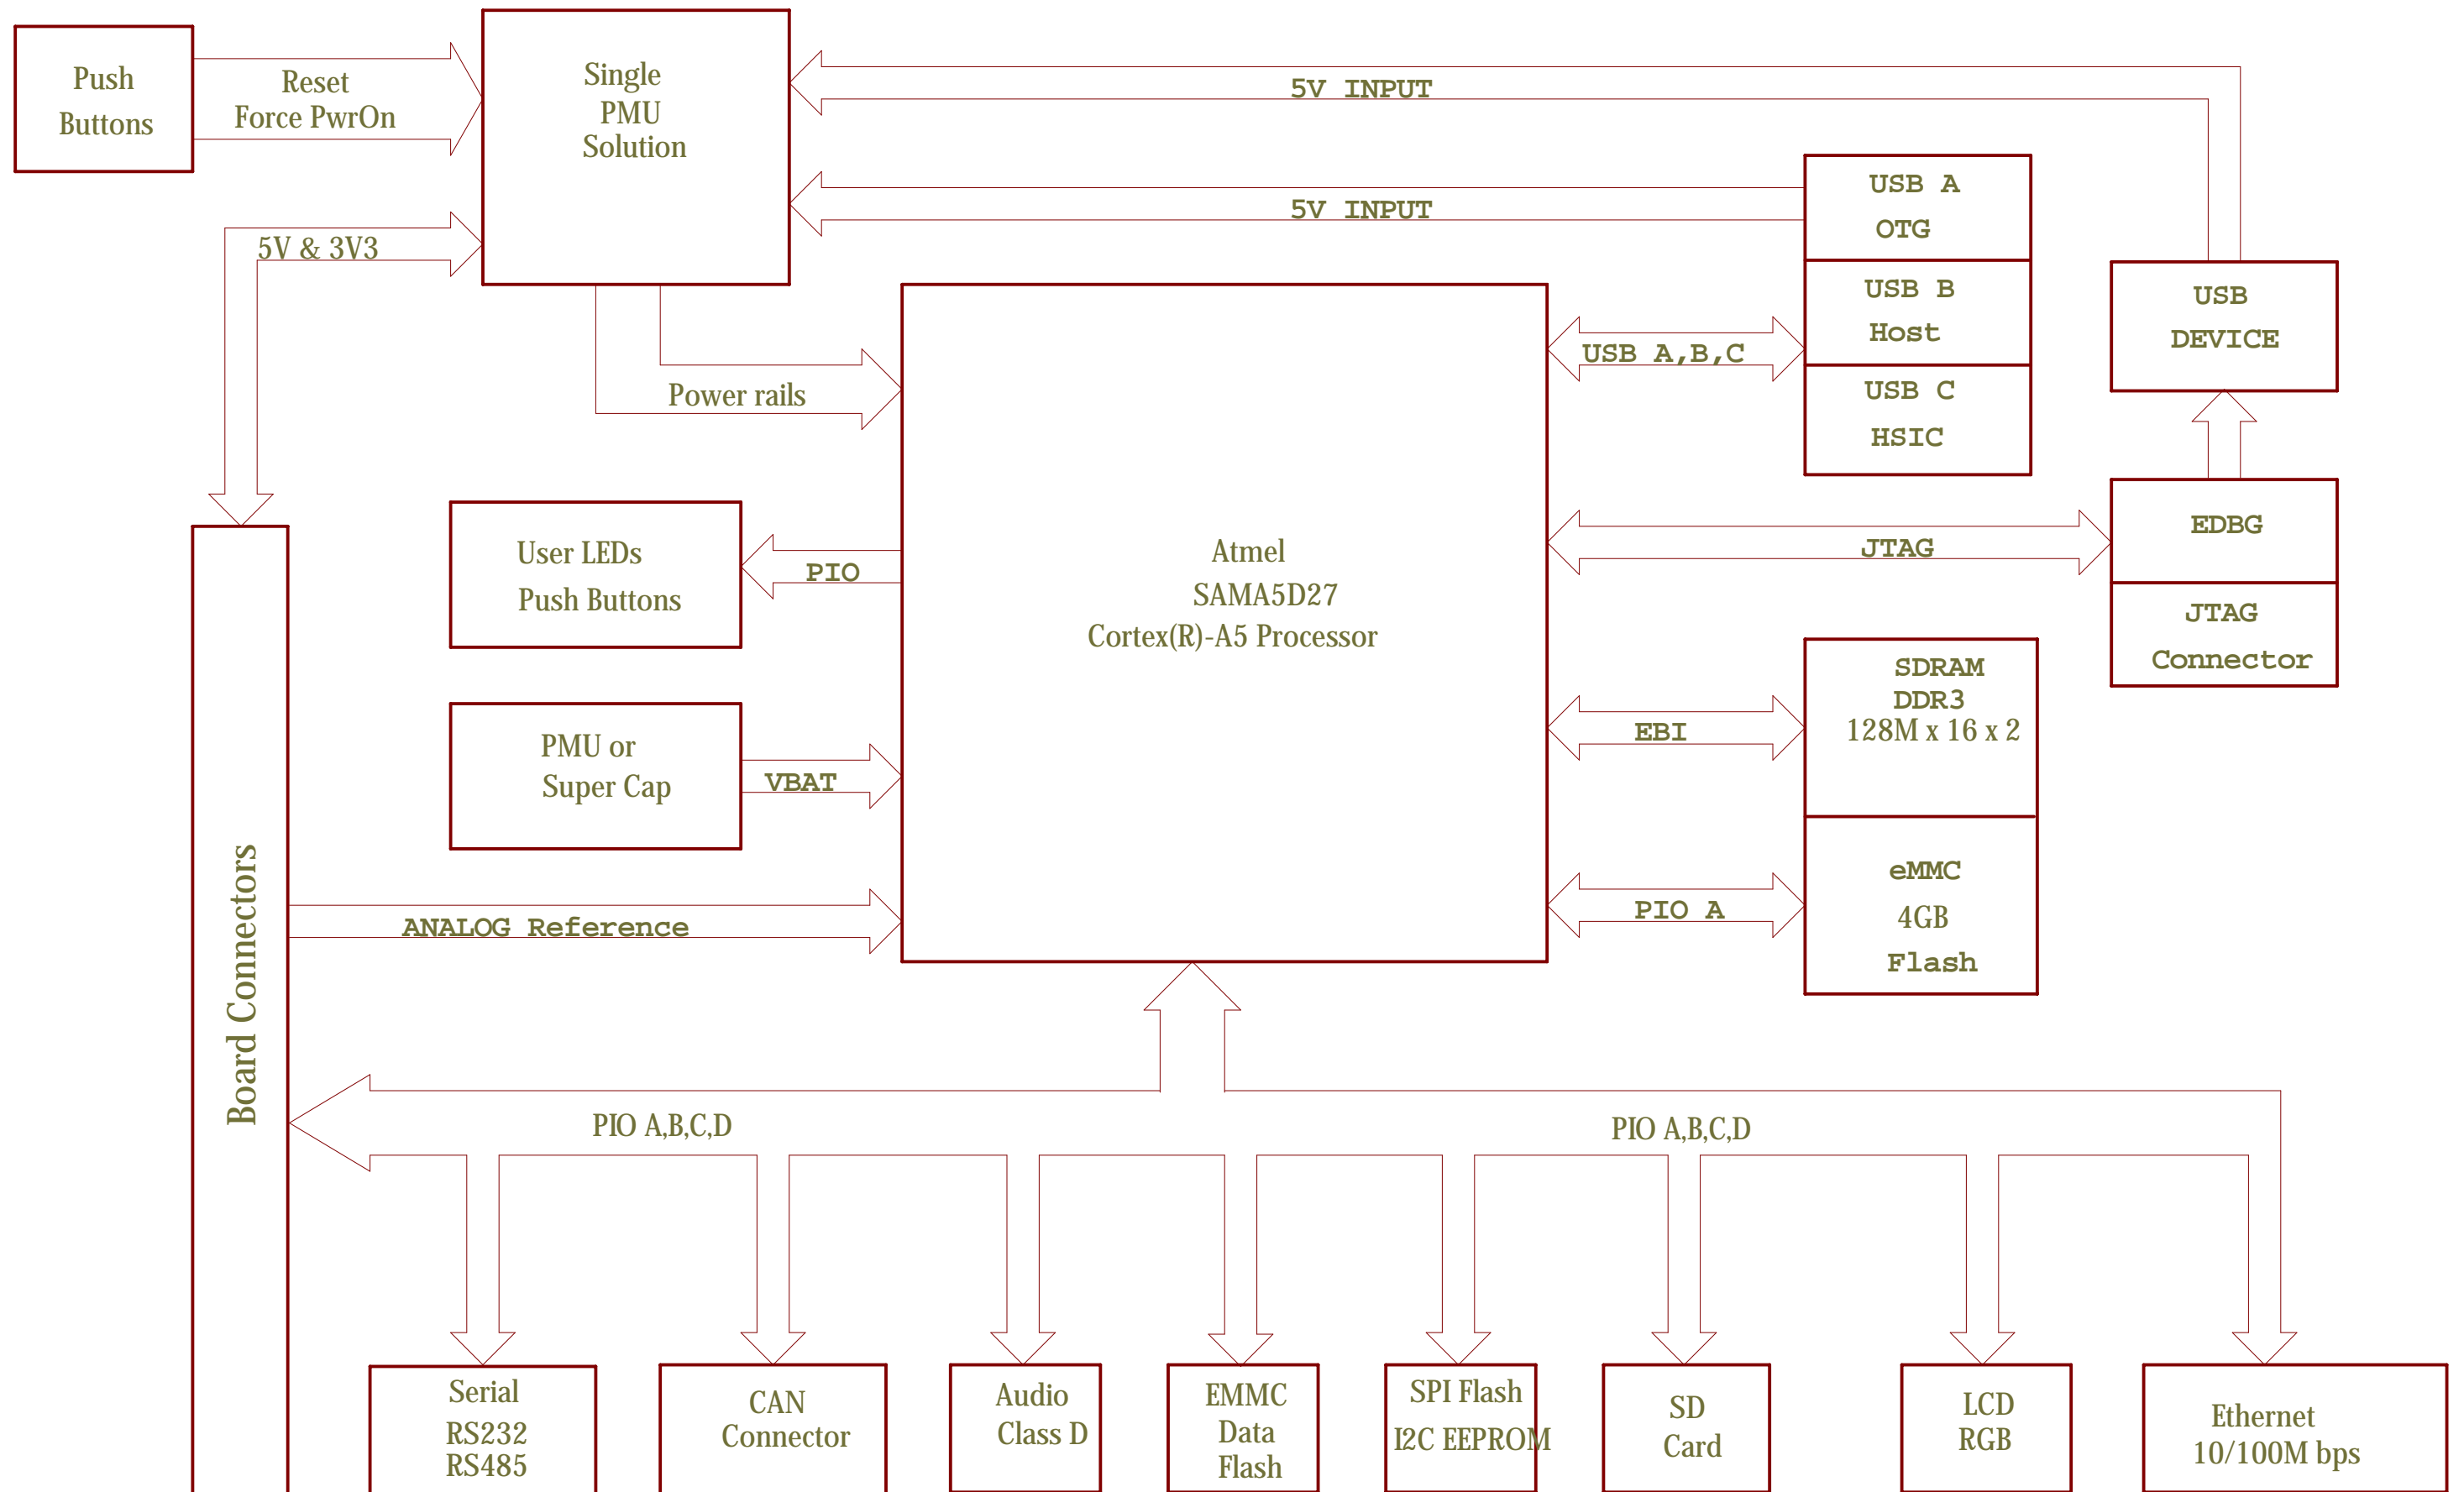 Push
Buttons
Reset
Force PwrOn
Single
PMU
Solution
5V INPUT
5V INPUT
5V & 3V3
USB A
OTG
USB B
Host
USB C
HSIC
USB A,B,C
USB
DEVICE
Power rails
User LEDs
Push Buttons
PIO
Atmel
SAMA5D27
Cortex(R)-A5 Processor
JTAG
EDBG
JTAG
Connector
SDRAM
DDR3
128M x 16 x 2
EBI
PMU or
Super Cap
VBAT
eMMC
4GB
Flash
PIO A
ANALOG Reference
Board Connectors
PIO A,B,C,D
PIO A,B,C,D
Serial
RS232
RS485
CAN
Connector
Audio
Class D
EMMC
Data
Flash
SPI Flash
I2C EEPROM
SD
Card
LCD
RGB
Ethernet
10/100M bps